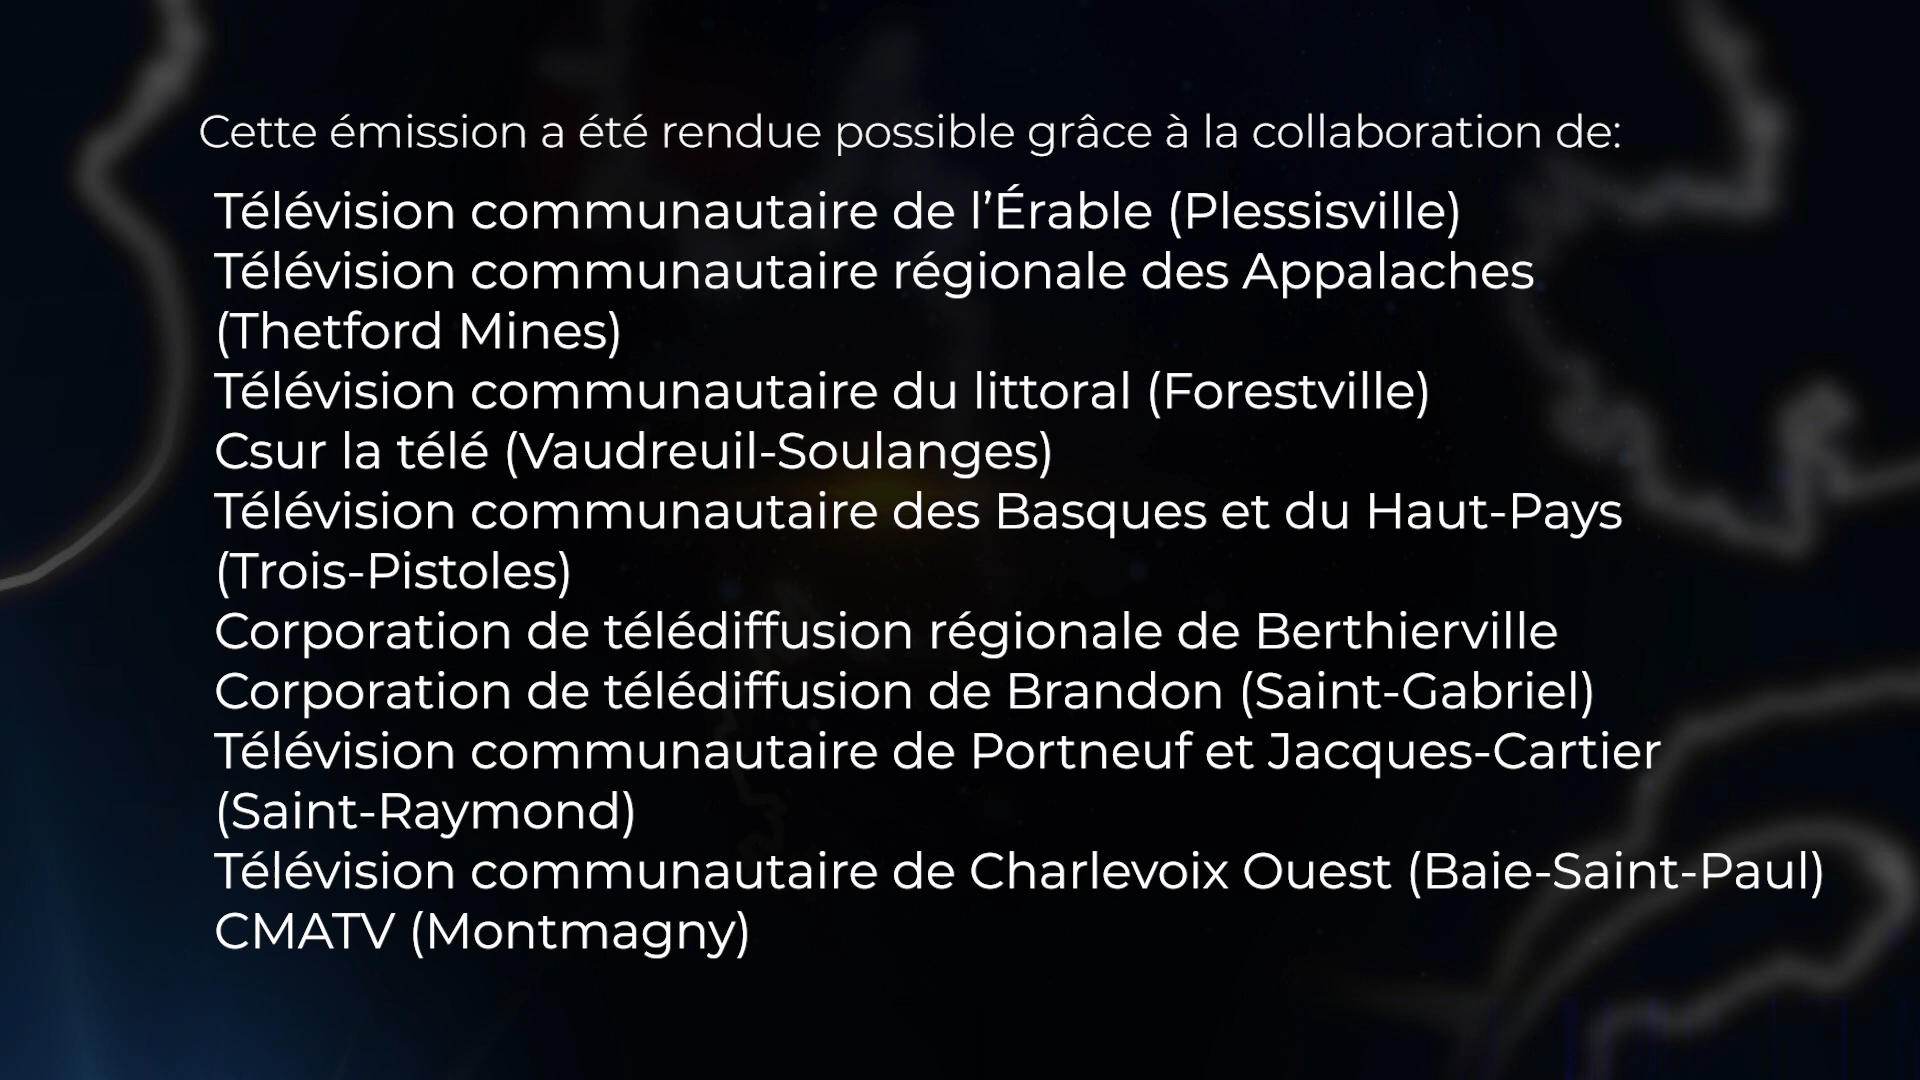 Cette émission a été rendue possible grâce à la collaboration de:
Télévision communautaire de l’Érable (Plessisville)
Télévision communautaire régionale des Appalaches
(Thetford Mines)
Télévision communautaire du littoral (Forestville)
Csur la télé (Vaudreuil-Soulanges)
Télévision communautaire des Basques et du Haut-Pays
(Trois-Pistoles)
Corporation de télédiffusion régionale de Berthierville
Corporation de télédiffusion de Brandon (Saint-Gabriel)
Télévision communautaire de Portneuf et Jacques-Cartier
(Saint-Raymond)
Télévision communautaire de Charlevoix Ouest (Baie-Saint-Paul)
CMATV (Montmagny)